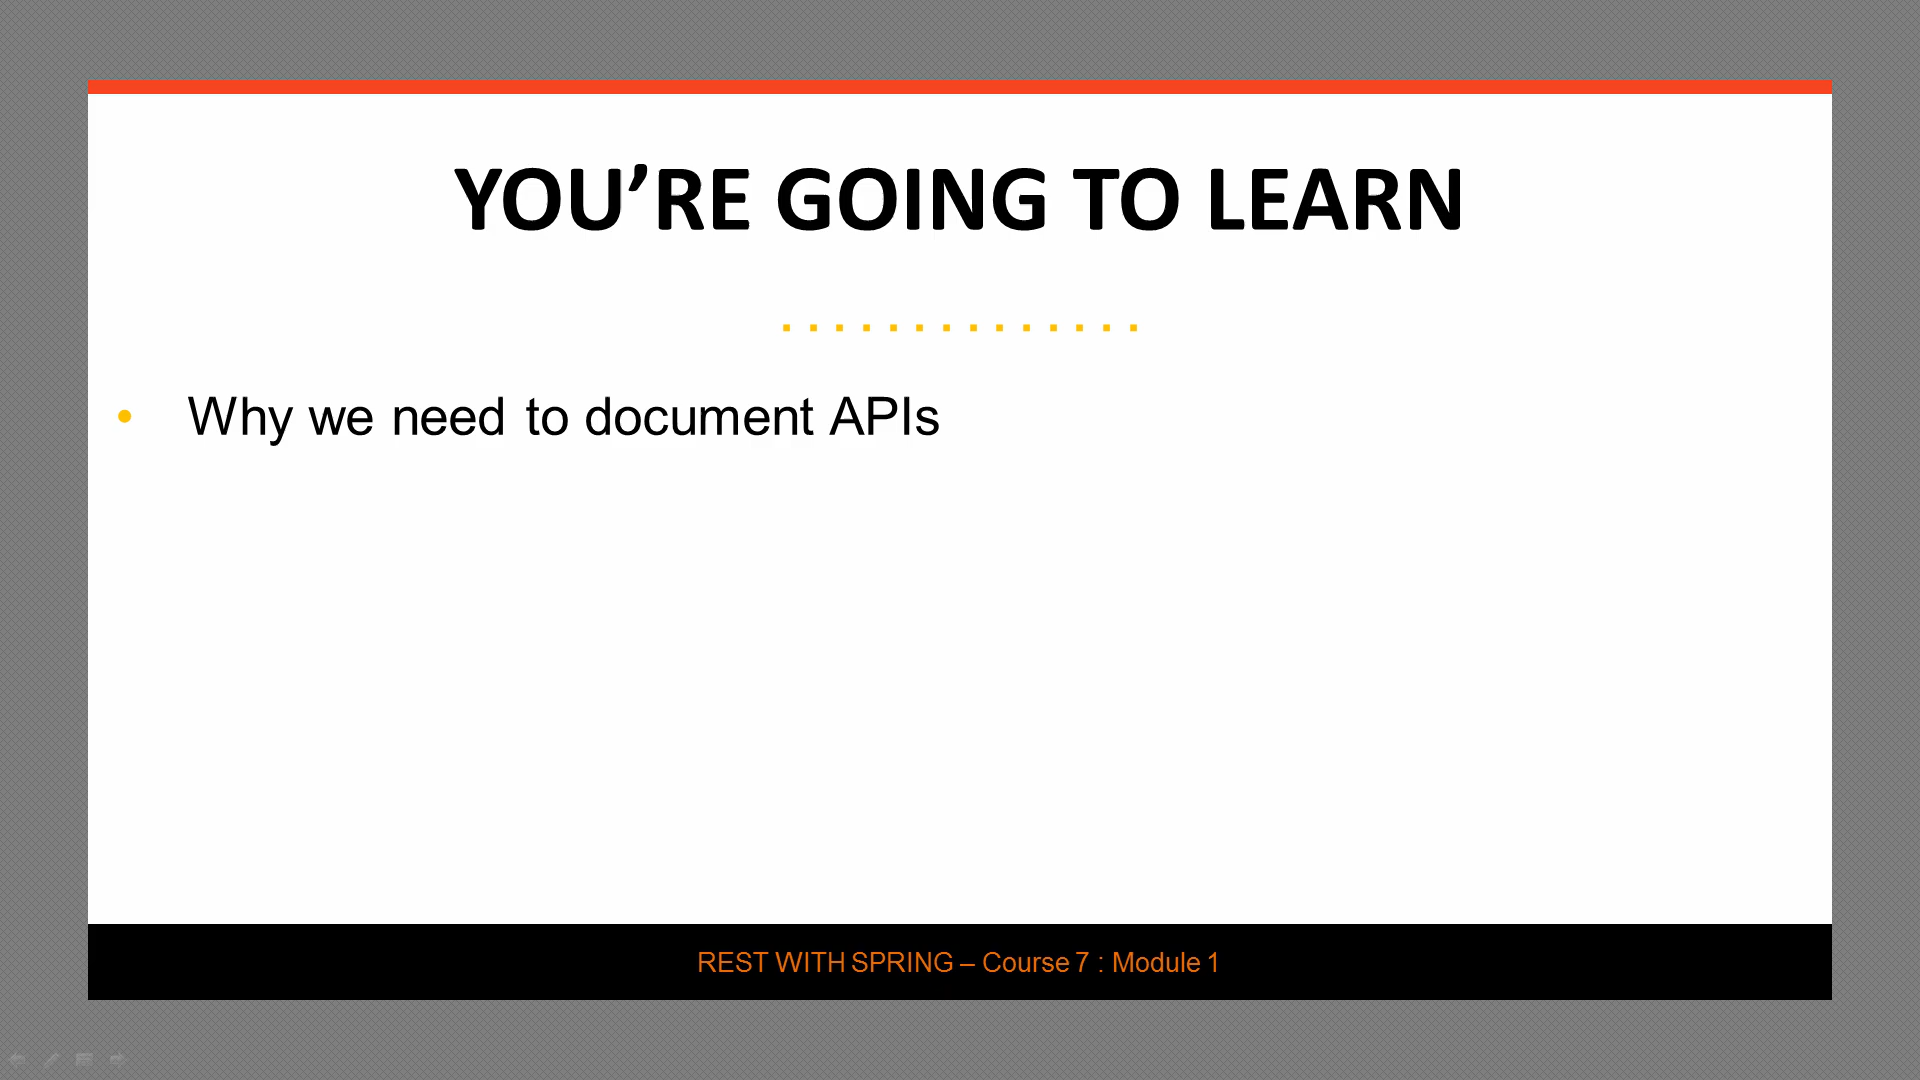 YOU’RE GOING TO LEARN
• Why we need to document APIs
REST WITH SPRING – Course 7 : Module 1